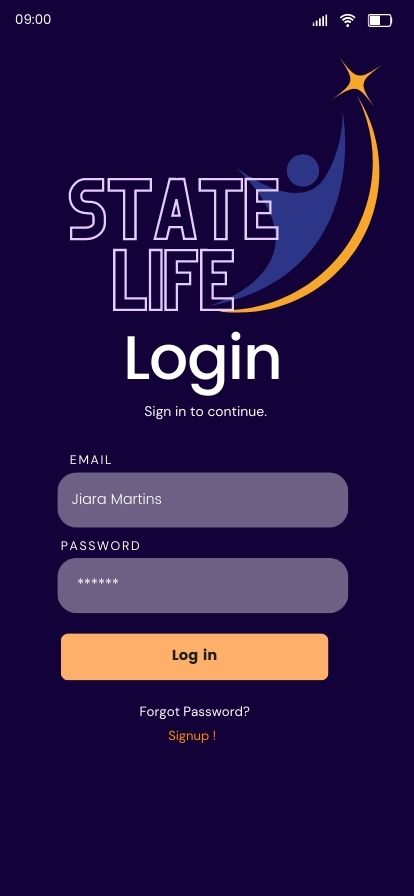 09:00
STATE
LIFE
Login
Sign in to continue.
EMAIL
Jiara Martins
PASSWORD
******
Log in
Forgot Password?
Signup !